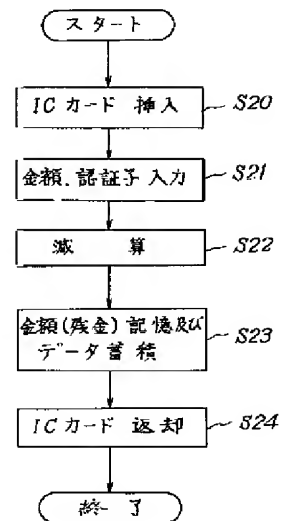 スタート
ICカード 挿入
S20
金額、認証子入力
S21
減 算
S22
金額(残金)記憶及び
データ蓄積
S23
ICカード 返却
S24
終 了